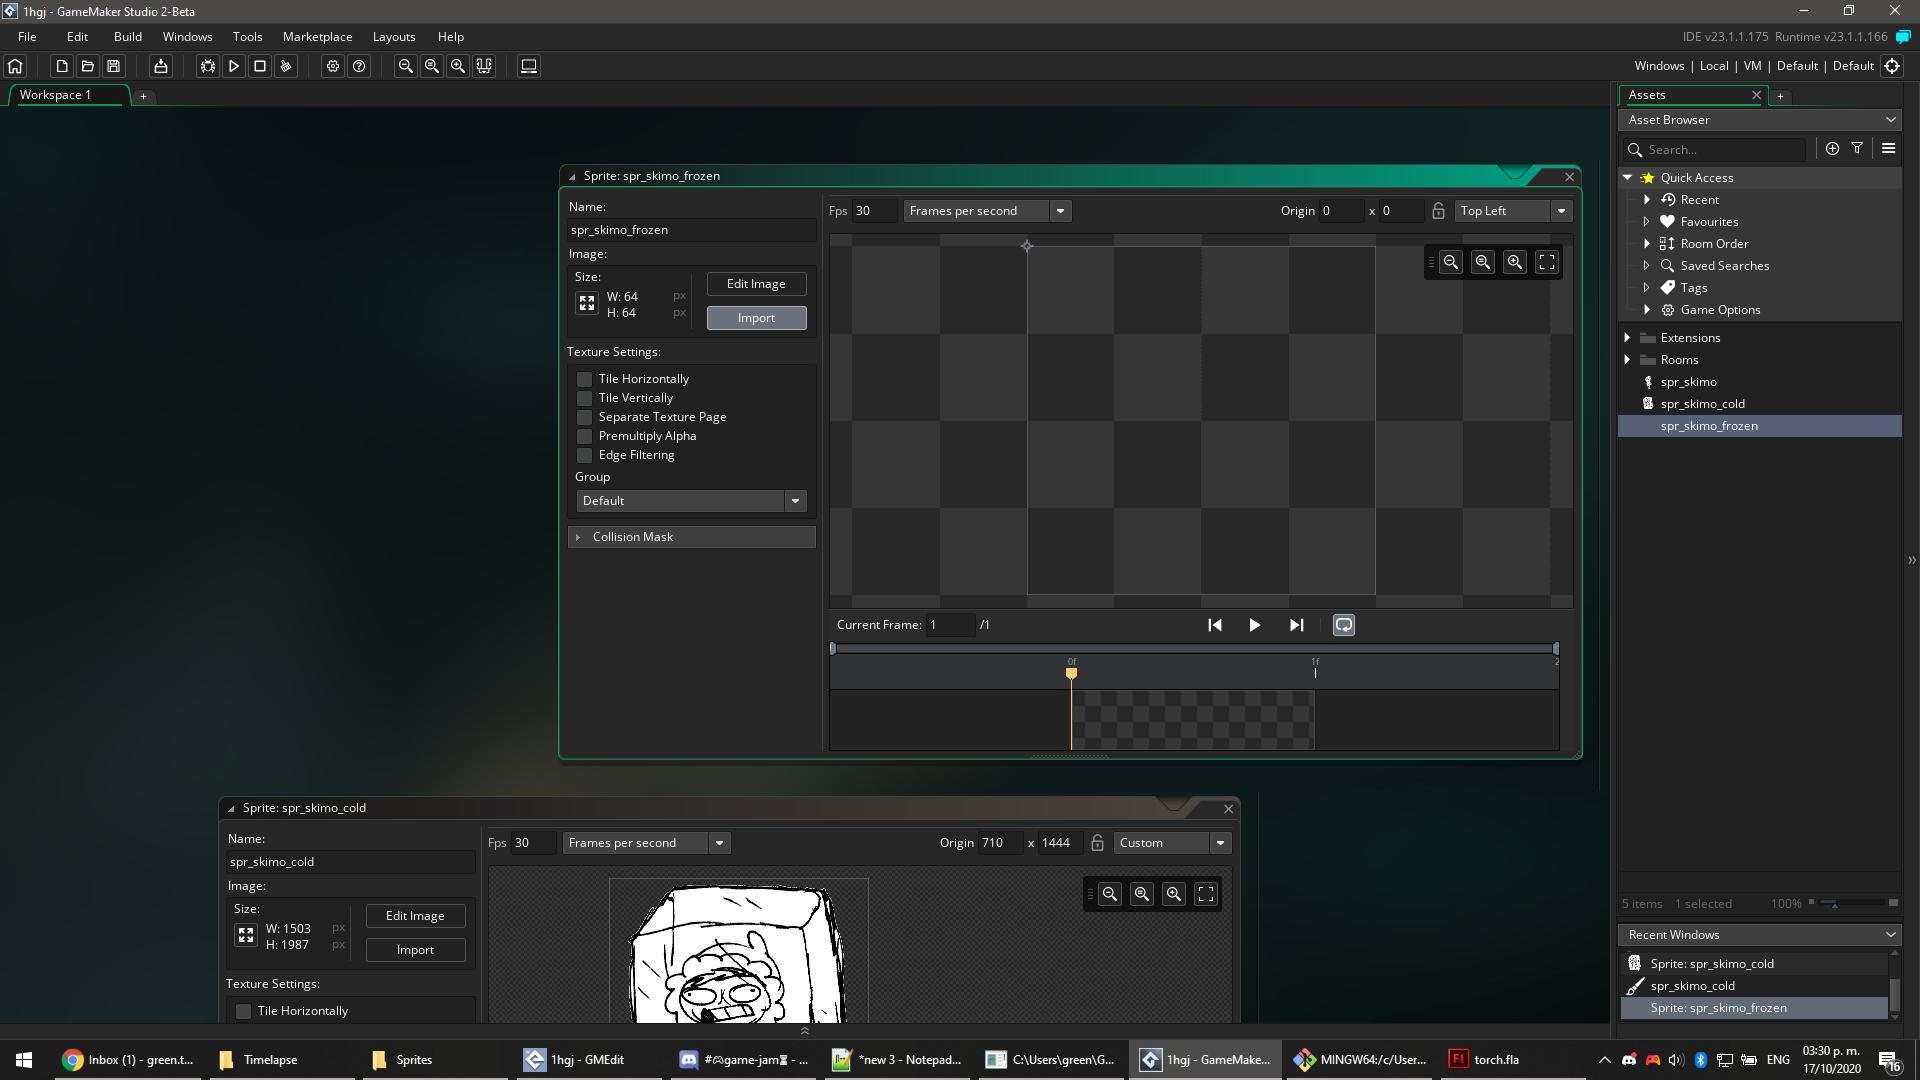 1hgj - GameMaker Studio 2-Beta
File Edit Build Windows Tools Marketplace Layouts Help
IDE v23.1.1.175 Runtime v23.1.1.166
Windows | Local | VM | Default | Default
Workspace 1 +
Assets +
Asset Browser
Search...
Quick Access
Recent
Favourites
Room Order
Saved Searches
Tags
Game Options
Extensions
Rooms
spr_skimo
spr_skimo_cold
spr_skimo_frozen
5 items 1 selected 100%
Recent Windows
Sprite: spr_skimo_cold
spr_skimo_cold
Sprite: spr_skimo_frozen
Sprite: spr_skimo_frozen
Name:
spr_skimo_frozen
Image:
Size:
W: 64 px
H: 64 px
Edit Image
Import
Texture Settings:
Tile Horizontally
Tile Vertically
Separate Texture Page
Premultiply Alpha
Edge Filtering
Group
Default
Collision Mask
Fps 30 Frames per second Origin 0 x 0 Top Left
Current Frame: 1 /1
0f 1f 2
Sprite: spr_skimo_cold
Name:
spr_skimo_cold
Image:
Size:
W: 1503 px
H: 1987 px
Edit Image
Import
Texture Settings:
Tile Horizontally
Fps 30 Frames per second Origin 710 x 1444 Custom
Inbox (1) - green.t... Timelapse Sprites 1hgj - GMEdit #🎮game-jam⏳ - ... *new 3 - Notepad... C:\Users\green\G... 1hgj - GameMake... MINGW64:/c/User... torch.fla
ENG
03:30 p. m.
17/10/2020
16